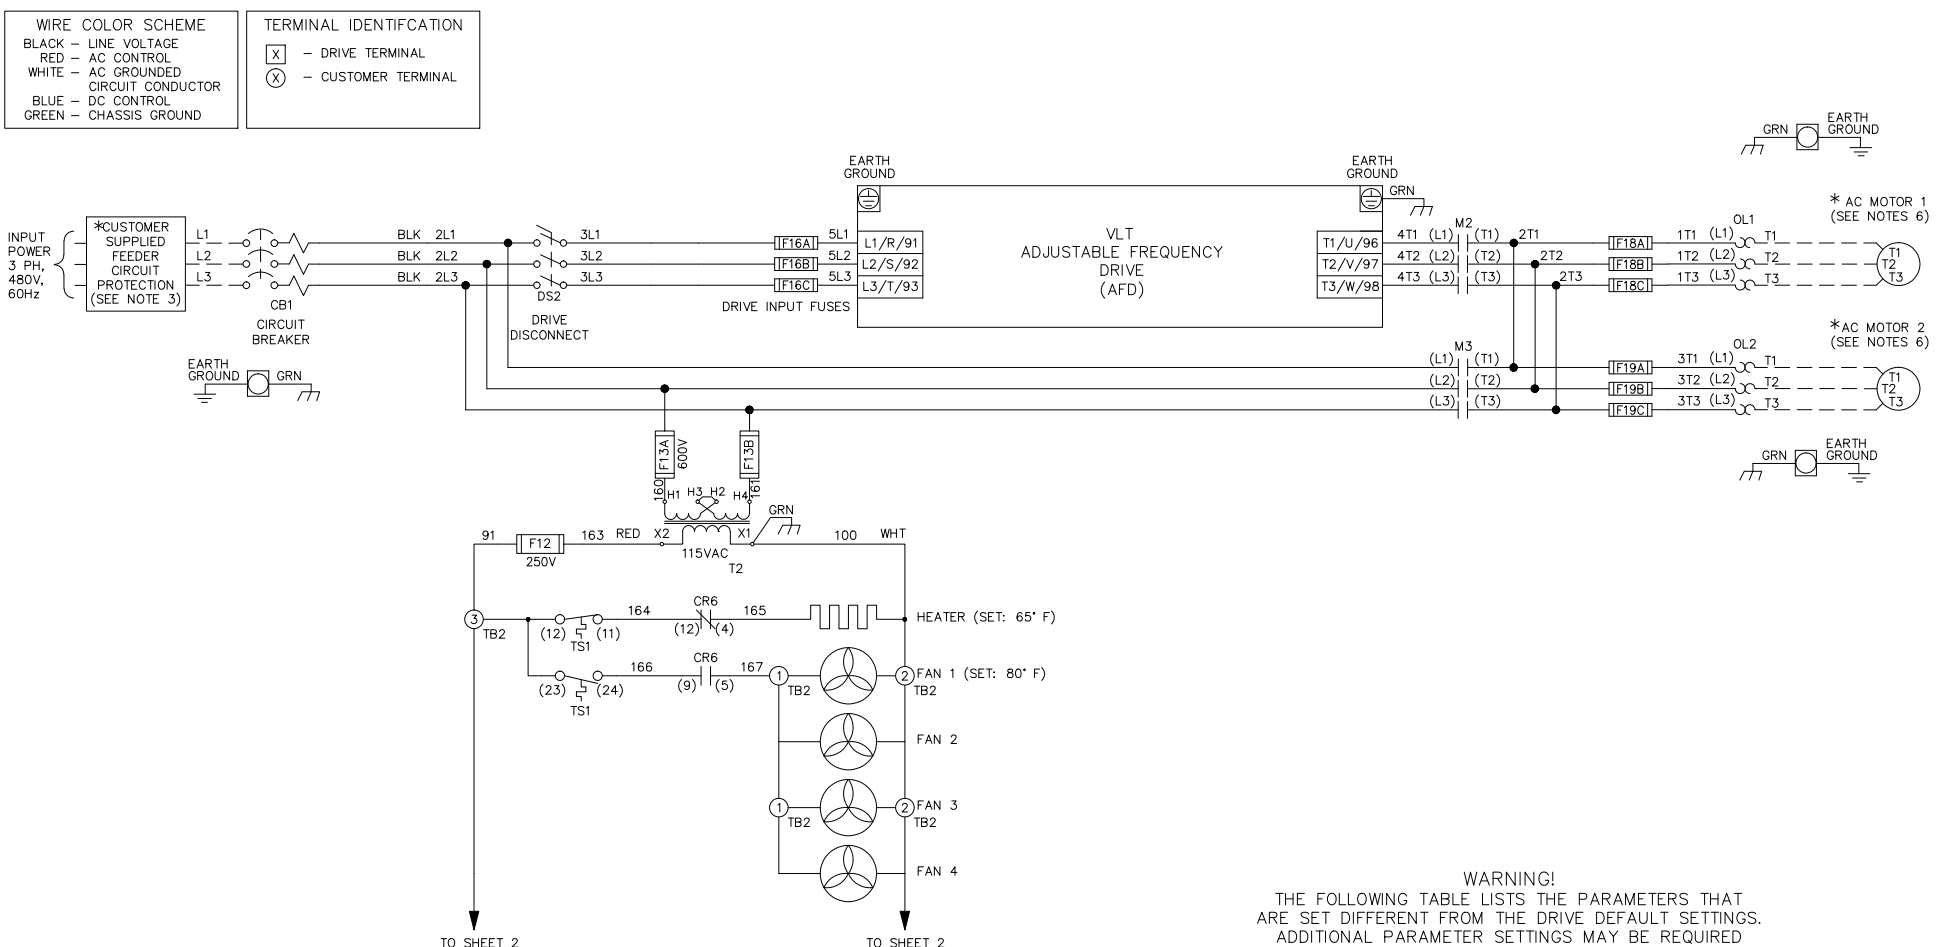 WIRE COLOR SCHEME
BLACK – LINE VOLTAGE
RED – AC CONTROL
WHITE – AC GROUNDED
CIRCUIT CONDUCTOR
BLUE – DC CONTROL
GREEN – CHASSIS GROUND
TERMINAL IDENTIFCATION
X – DRIVE TERMINAL
X – CUSTOMER TERMINAL
GRN
EARTH
GROUND
INPUT
POWER
3 PH,
480V,
60Hz
*CUSTOMER
SUPPLIED
FEEDER
CIRCUIT
PROTECTION
(SEE NOTE 3)
L1
L2
L3
CB1
CIRCUIT
BREAKER
BLK 2L1
BLK 2L2
BLK 2L3
3L1
3L2
3L3
DS2
DRIVE
DISCONNECT
F16A
F16B
F16C
DRIVE INPUT FUSES
5L1
5L2
5L3
EARTH
GROUND
L1/R/91
L2/S/92
L3/T/93
VLT
ADJUSTABLE FREQUENCY
DRIVE
(AFD)
EARTH
GROUND
GRN
T1/U/96
T2/V/97
T3/W/98
4T1 (L1) M2 (T1) 2T1
4T2 (L2) (T2) 2T2
4T3 (L3) (T3) 2T3
F18A
F18B
F18C
OL1
1T1 (L1) T1
1T2 (L2) T2
1T3 (L3) T3
* AC MOTOR 1
(SEE NOTES 6)
T1
T2
T3
M3
(L1) (T1)
(L2) (T2)
(L3) (T3)
F19A
F19B
F19C
OL2
3T1 (L1) T1
3T2 (L2) T2
3T3 (L3) T3
*AC MOTOR 2
(SEE NOTES 6)
T1
T2
T3
EARTH
GROUND
GRN
GRN
EARTH
GROUND
F13A
600V
F13B
160
161
H1 H3 H2 H4
GRN
91
F12
250V
163 RED X2
X1
115VAC
T2
100 WHT
3
TB2
(12) (11)
TS1
164
CR6
(12) (4)
165
HEATER (SET: 65° F)
(23) (24)
TS1
166
CR6
(9) (5)
167
1
TB2
2
TB2
FAN 1 (SET: 80° F)
FAN 2
1
TB2
2
TB2
FAN 3
FAN 4
TO SHEET 2
TO SHEET 2
WARNING!
THE FOLLOWING TABLE LISTS THE PARAMETERS THAT
ARE SET DIFFERENT FROM THE DRIVE DEFAULT SETTINGS.
ADDITIONAL PARAMETER SETTINGS MAY BE REQUIRED